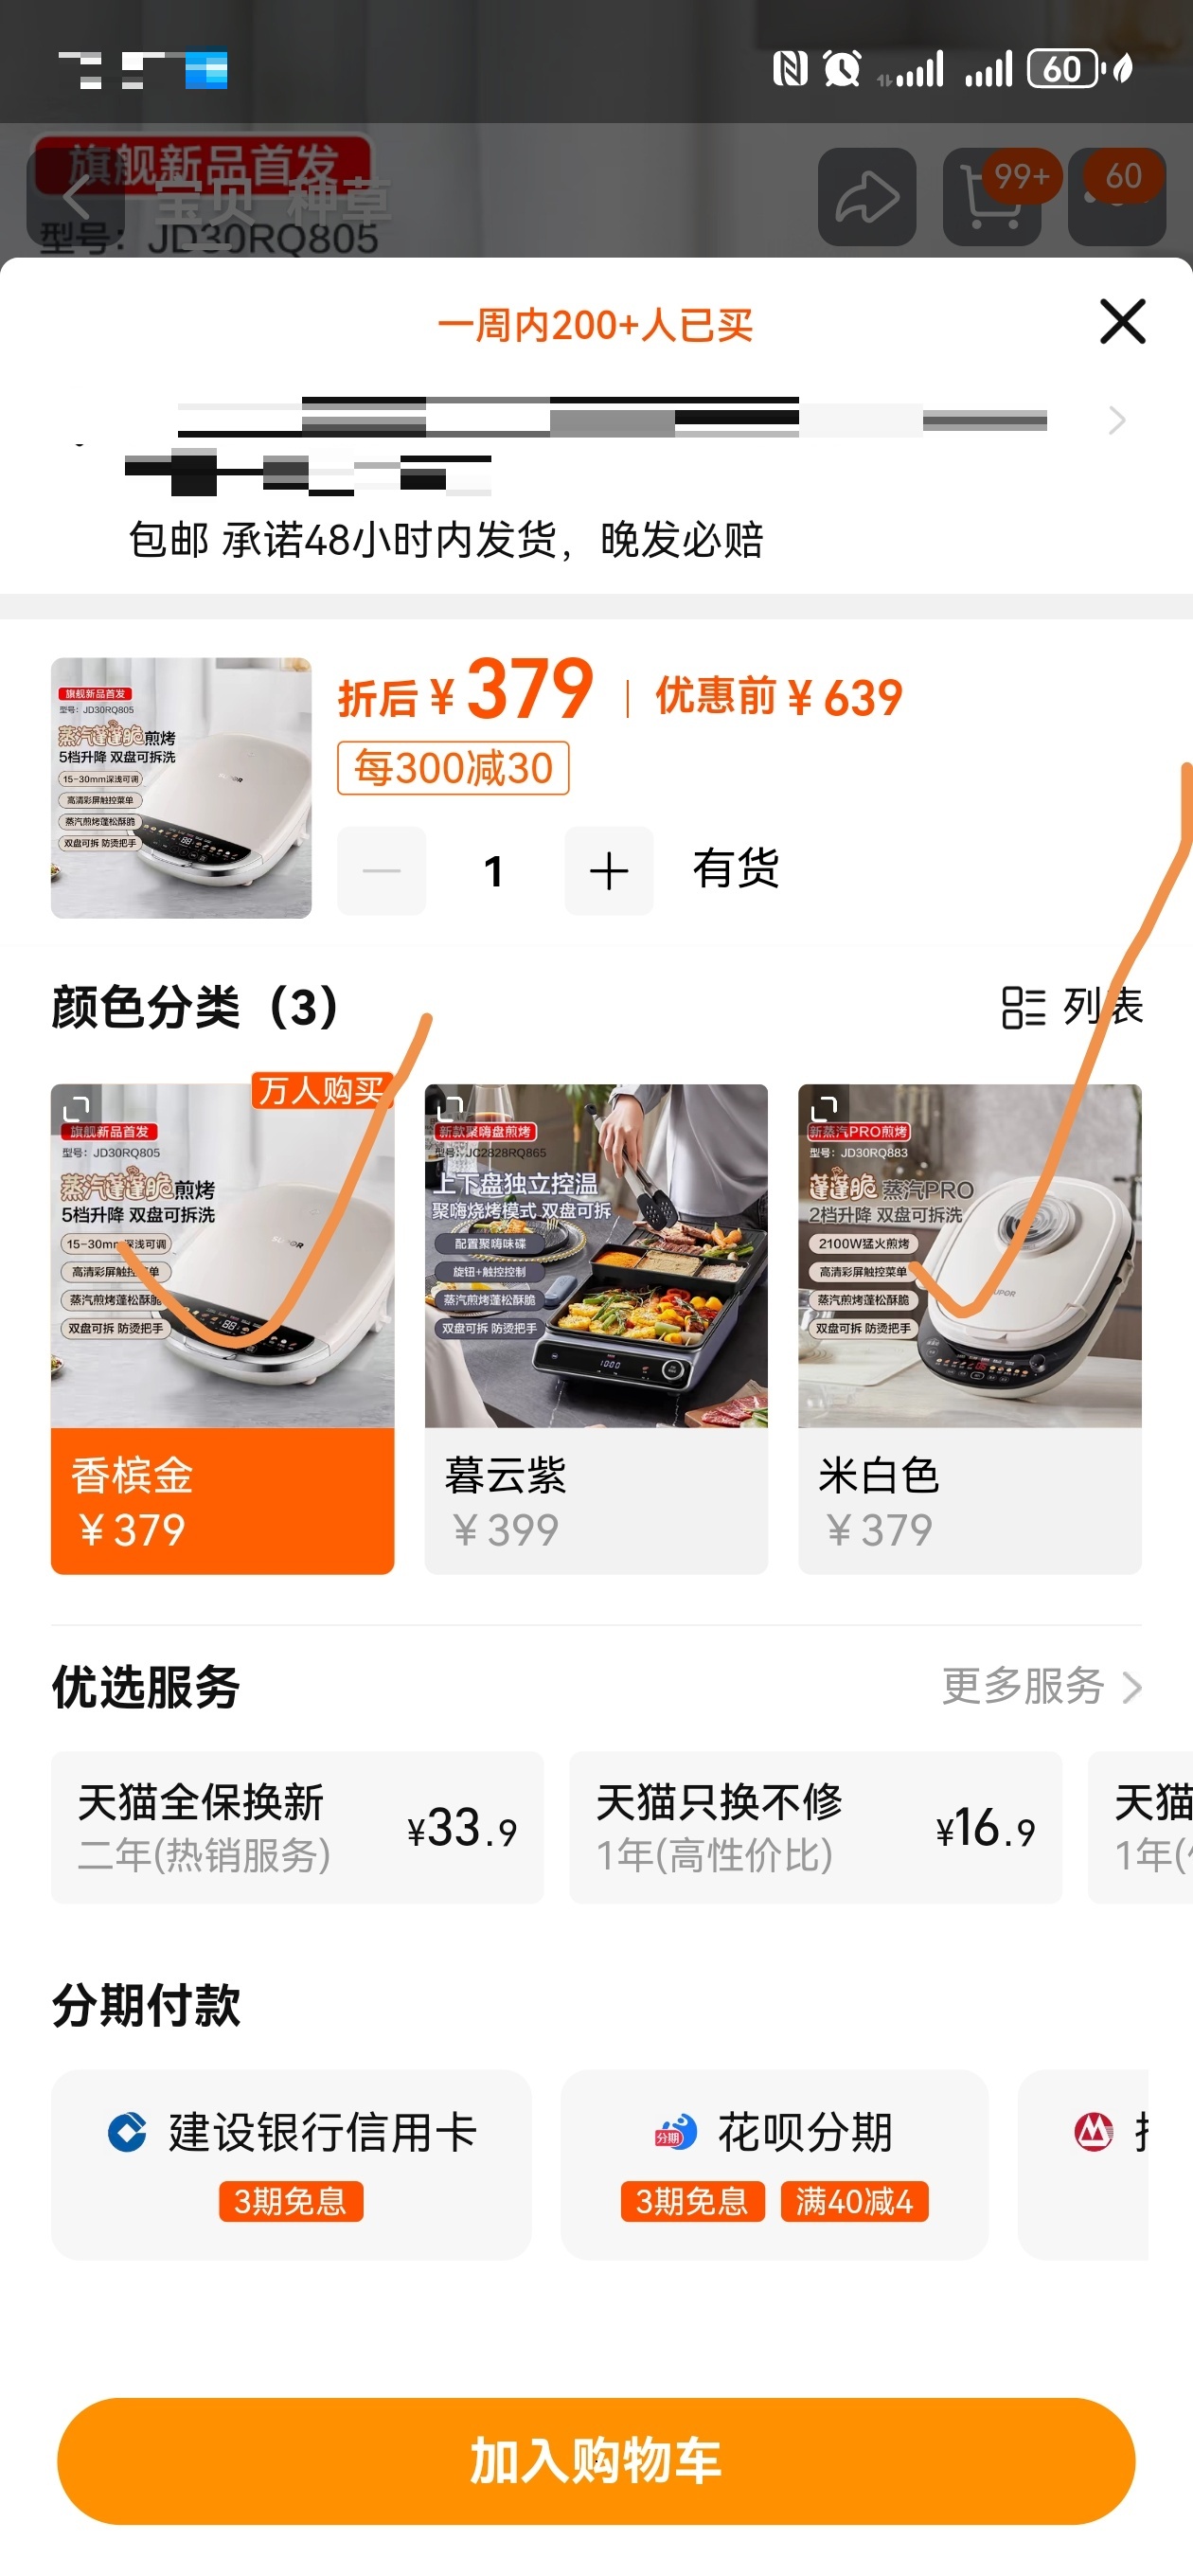 60
旗舰新品首发
宝贝 种草
99+
60
型号：JD30RQ805
一周内200+人已买
包邮 承诺48小时内发货，晚发必赔
旗舰新品首发
型号：JD30RQ805
蒸汽蓬蓬脆煎烤
5档升降 双盘可拆洗
15-30mm深浅可调
高清彩屏触控菜单
蒸汽煎烤蓬松酥脆
双盘可拆 防烫把手
SUPOR
折后 ¥ 379 | 优惠前 ¥ 639
每300减30
1
有货
颜色分类（3）
列表
万人购买
旗舰新品首发
型号：JD30RQ805
蒸汽蓬蓬脆煎烤
5档升降 双盘可拆洗
15-30mm深浅可调
高清彩屏触控菜单
蒸汽煎烤蓬松酥脆
双盘可拆 防烫把手
SUPOR
88
香槟金
¥ 379
新款聚嗨盘煎烤
型号：JC2828RQ865
上下盘独立控温
聚嗨烧烤模式 双盘可拆
配置聚嗨味碟
旋钮+触控控制
蒸汽煎烤蓬松酥脆
双盘可拆 防烫把手
1000
暮云紫
¥ 399
新蒸汽PRO煎烤
型号：JD30RQ883
蓬蓬脆 蒸汽PRO
2档升降 双盘可拆洗
2100W猛火煎烤
高清彩屏触控菜单
蒸汽煎烤蓬松酥脆
双盘可拆 防烫把手
米白色
¥ 379
优选服务
更多服务
天猫全保换新
二年(热销服务)
¥33.9
天猫只换不修
1年(高性价比)
¥16.9
天猫
1年(
分期付款
建设银行信用卡
3期免息
分期
花呗分期
3期免息 满40减4
加入购物车